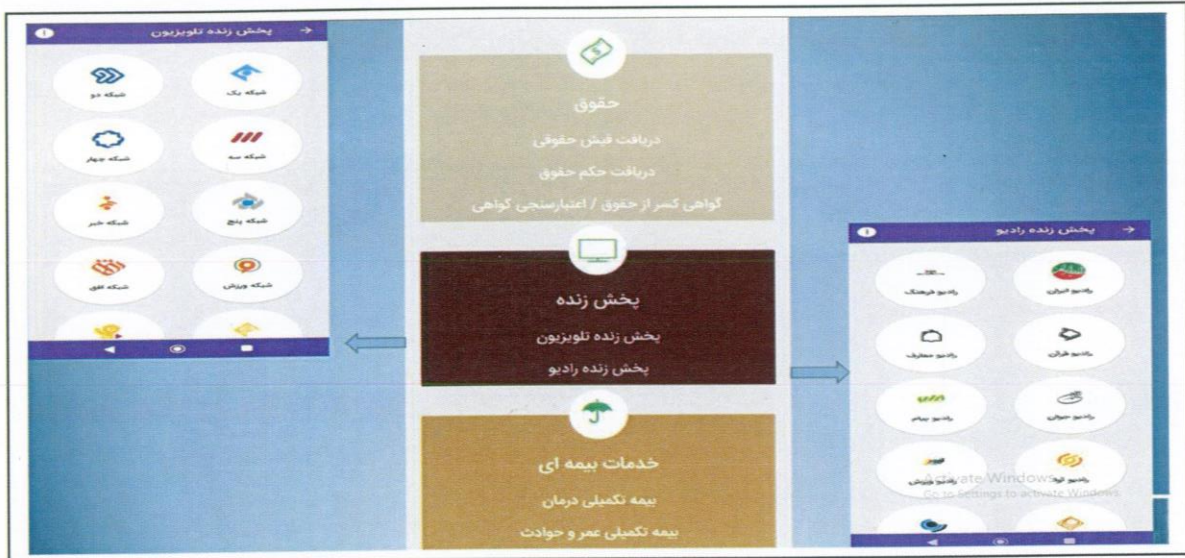 پخش زنده تلویزیون
شبکه یک
شبکه دو
شبکه سه
شبکه چهار
شبکه پنج
شبکه خبر
شبکه ورزش
شبکه افق
حقوق
دریافت فیش حقوقی
دریافت حکم حقوق
گواهی کسر از حقوق / اعتبارسنجی گواهی
پخش زنده
پخش زنده تلویزیون
پخش زنده رادیو
خدمات بیمه ای
بیمه تکمیلی درمان
بیمه تکمیلی عمر و حوادث
پخش زنده رادیو
رادیو ایران
رادیو فرهنگ
رادیو قرآن
رادیو معارف
رادیو جوان
رادیو پیام
رادیو آوا
رادیو ورزش
Activate Windows
Go to Settings to activate Windows.